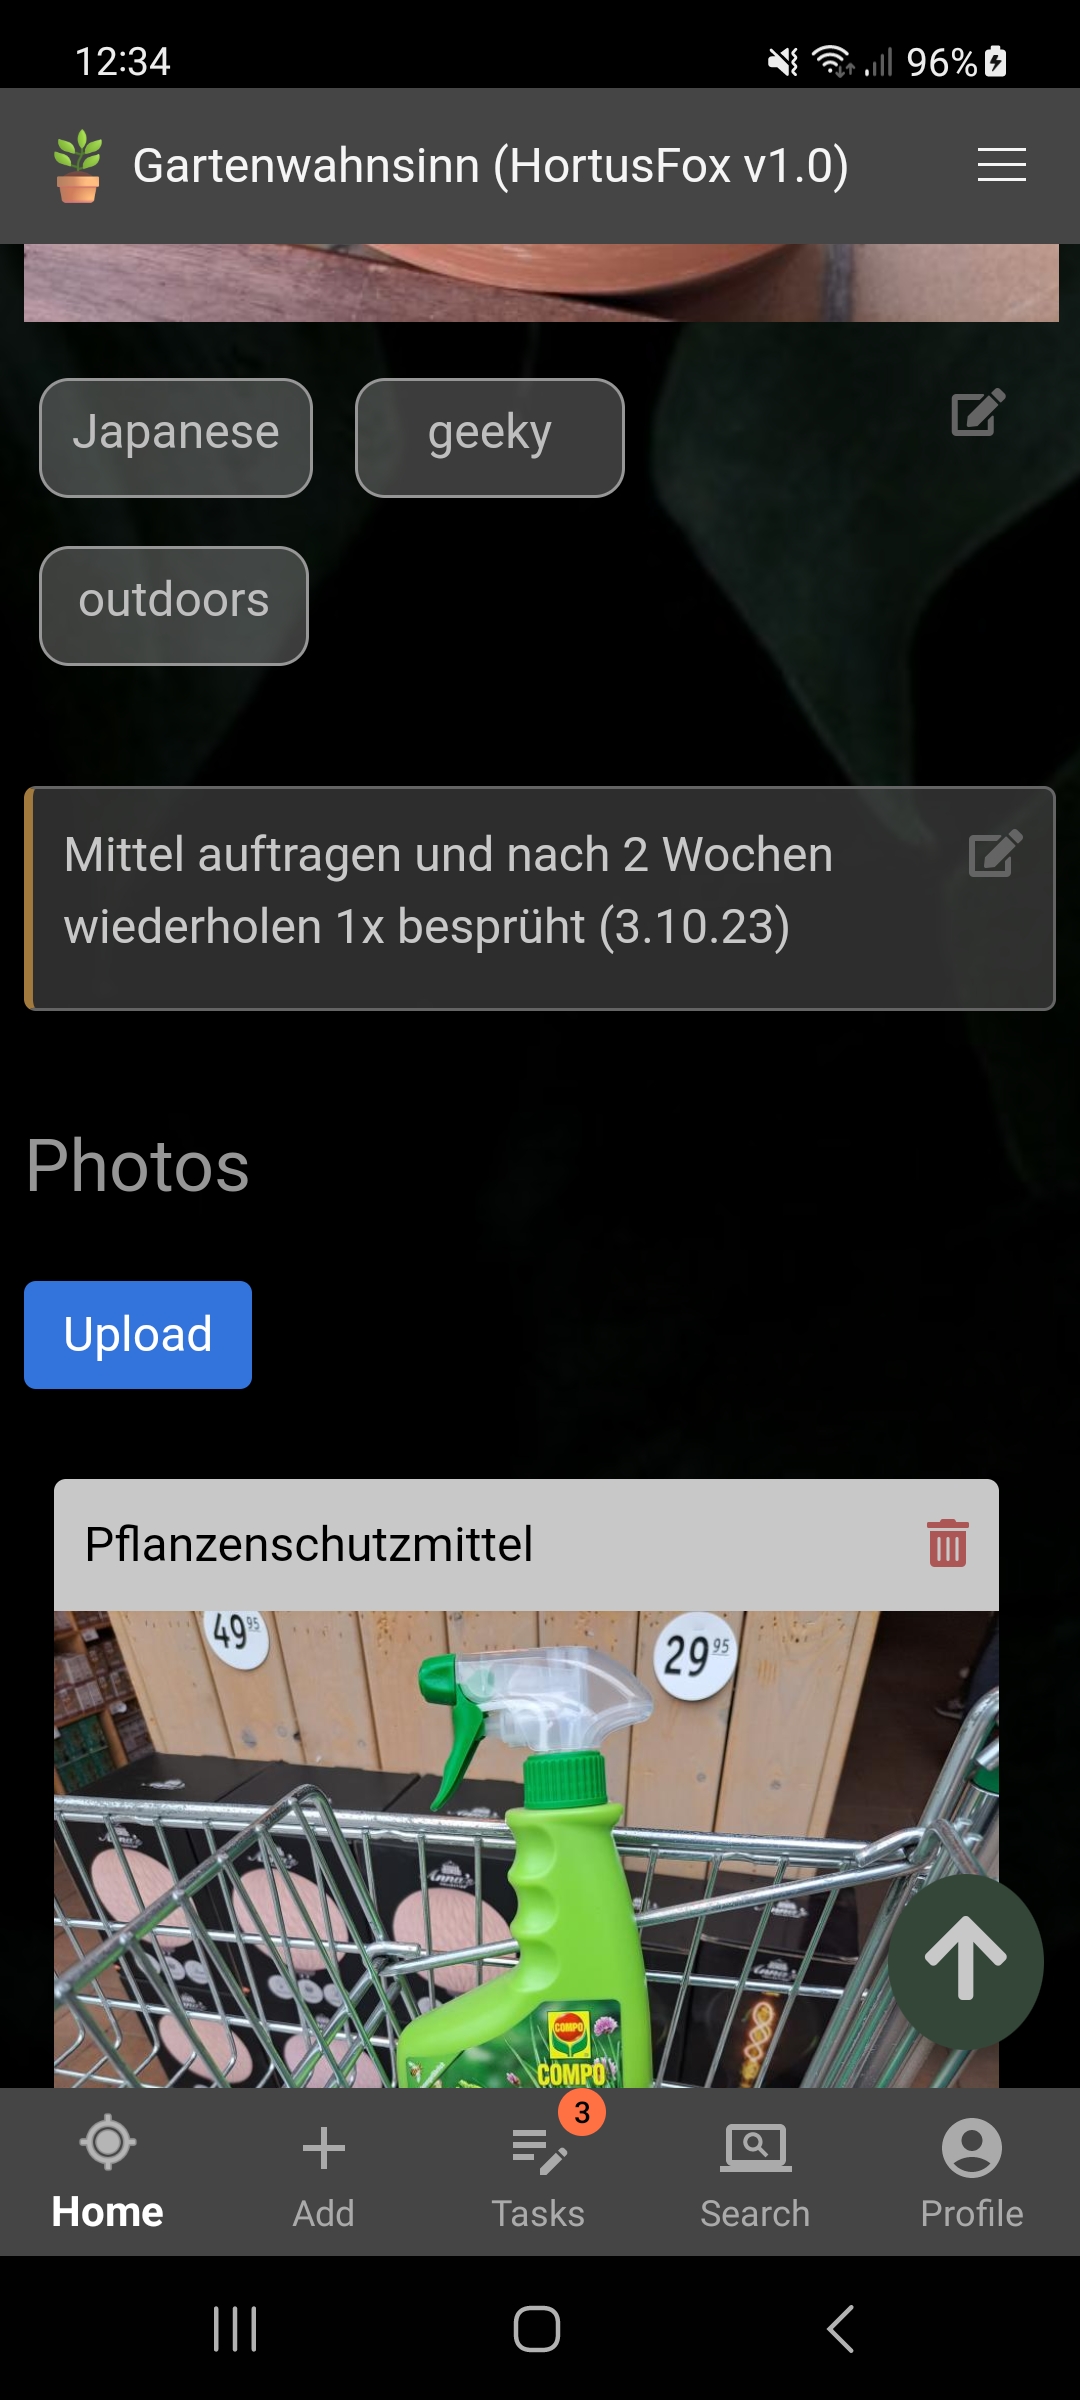 12:34
96%
Gartenwahnsinn (HortusFox v1.0)
Japanese
geeky
outdoors
Mittel auftragen und nach 2 Wochen
wiederholen 1x besprüht (3.10.23)
Photos
Upload
Pflanzenschutzmittel
49 95
29 95
Anna's
COMPO
COMPO
3
Home
Add
Tasks
Search
Profile